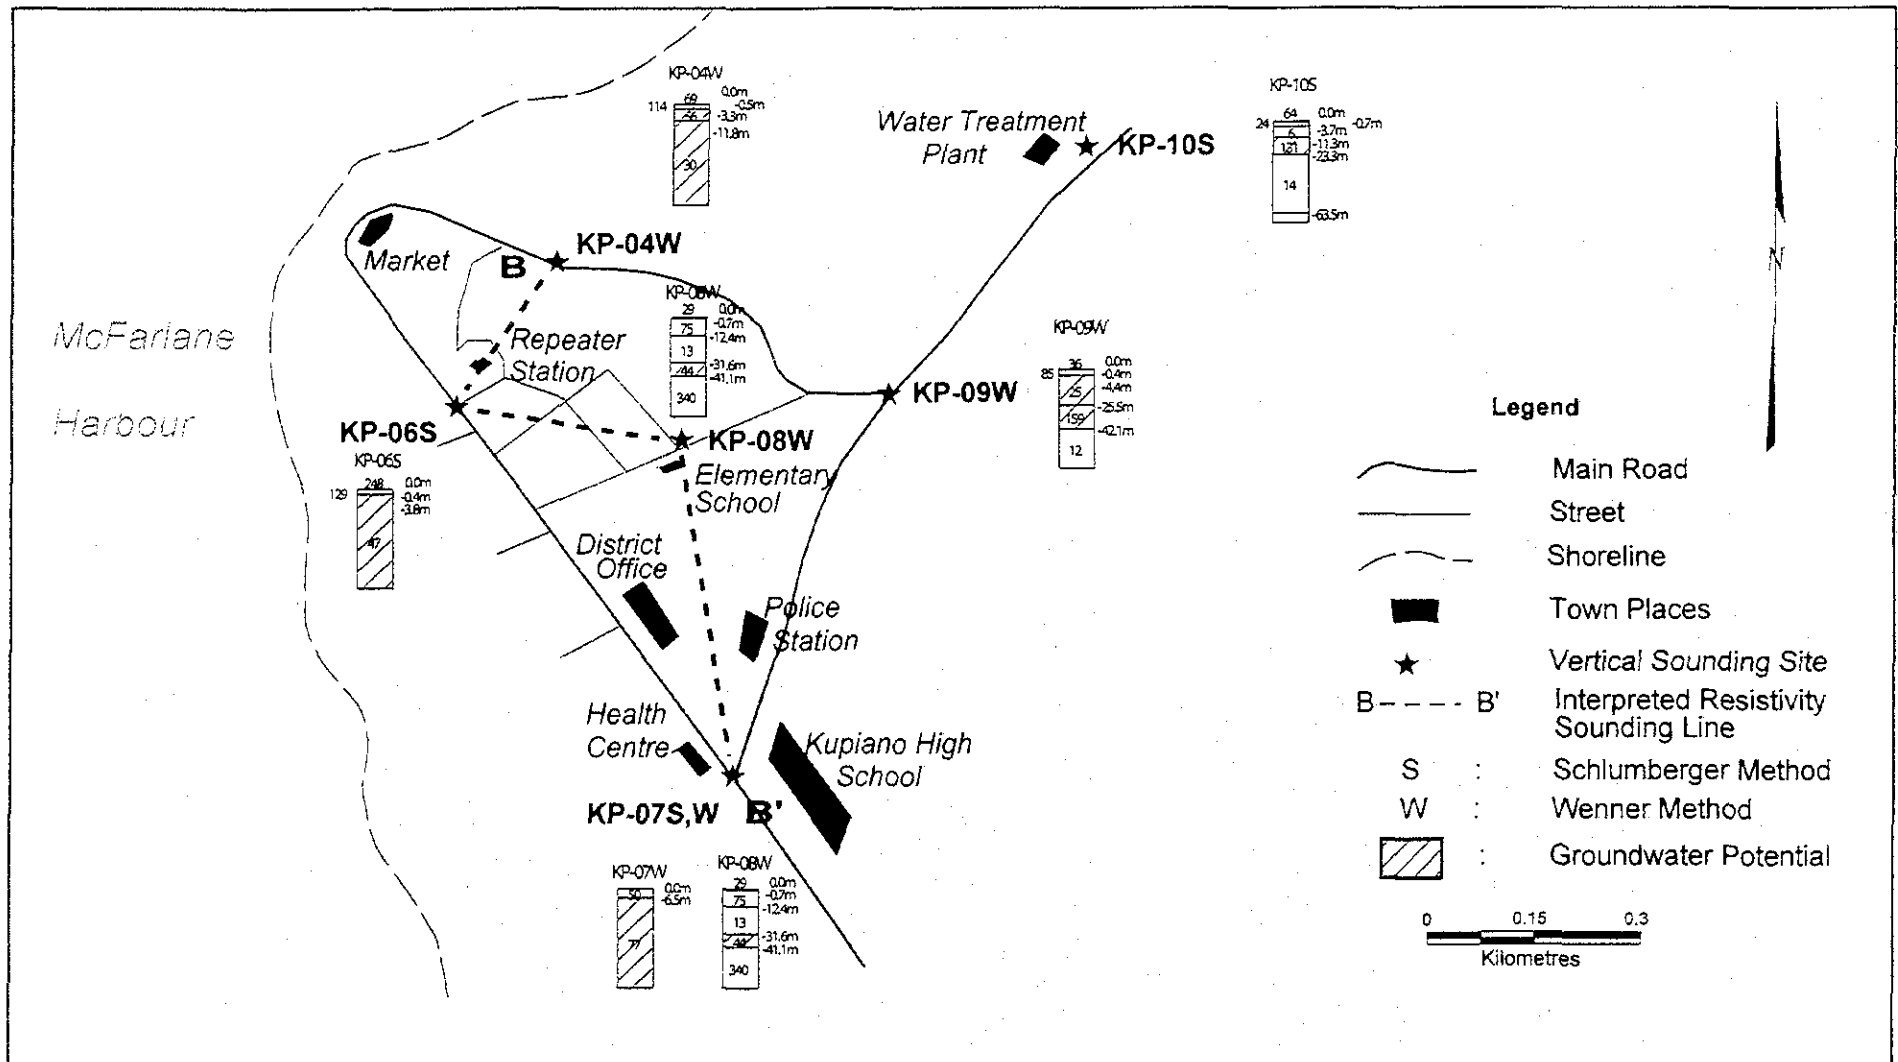 KP-04W
69
0.0m
114
-0.5m
66
-3.3m
-11.8m
30
Water Treatment
Plant
KP-10S
KP-10S
64
0.0m
24
-0.7m
6
-3.7m
131
-11.3m
-23.3m
14
-63.5m
N
Market
B
KP-04W
McFarlane
Harbour
Repeater
Station
KP-08W
29
0.0m
75
-0.7m
-12.4m
13
-31.6m
44
-41.1m
340
KP-09W
KP-09W
36
0.0m
85
-0.4m
25
-4.4m
-25.5m
159
-42.1m
12
KP-06S
KP-06S
248
0.0m
129
-0.4m
-3.8m
47
KP-08W
Elementary
School
District
Office
Police
Station
Health
Centre
Kupiano High
School
KP-07S,W
B'
KP-07W
50
0.0m
-6.5m
77
KP-08W
29
0.0m
75
-0.7m
-12.4m
13
-31.6m
44
-41.1m
340
Legend
Main Road
Street
Shoreline
Town Places
Vertical Sounding Site
B - - - - - B' Interpreted Resistivity
Sounding Line
S : Schlumberger Method
W : Wenner Method
: Groundwater Potential
0 0.15 0.3
Kilometres